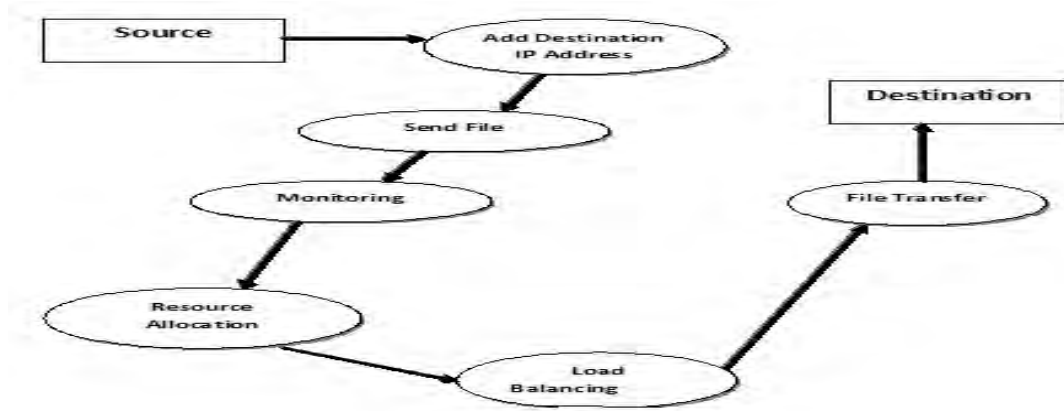 Source
Add Destination
IP Address
Send File
Monitoring
Resource
Allocation
Load
Balancing
File Transfer
Destination